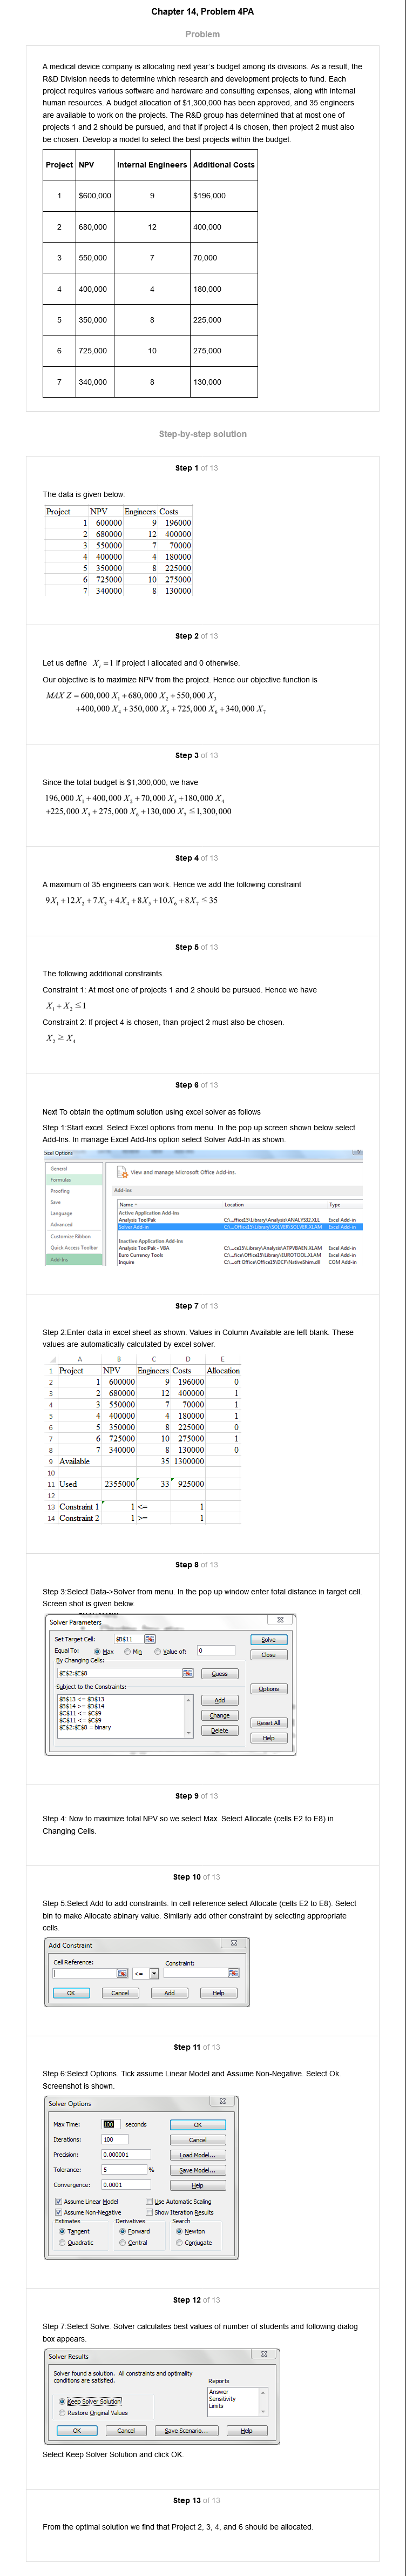 Chapter 14, Problem 4PA
Problem
A medical device company is allocating next year's budget among its divisions. As a result, the
R&D Division needs to determine which research and development projects to fund. Each
project requires various software and hardware and consulting expenses, along with internal
human resources. A budget allocation of $1,300,000 has been approved, and 35 engineers
are available to work on the projects. The R&D group has determined that at most one of
projects 1 and 2 should be pursued, and that if project 4 is chosen, then project 2 must also
be chosen. Develop a model to select the best projects within the budget.
Project NPV Internal Engineers Additional Costs
1 $600,000 9 $196,000
2 680,000 12 400,000
3 550,000 7 70,000
4 400,000 4 180,000
5 350,000 8 225,000
6 725,000 10 275,000
7 340,000 8 130,000
Step-by-step solution
Step 1 of 13
The data is given below:
Project NPV Engineers Costs
1 600000 9 196000
2 680000 12 400000
3 550000 7 70000
4 400000 4 180000
5 350000 8 225000
6 725000 10 275000
7 340000 8 130000
Step 2 of 13
Let us define X_i = 1 if project i allocated and 0 otherwise.
Our objective is to maximize NPV from the project. Hence our objective function is
MAX Z = 600,000 X₁ + 680,000 X₂ + 550,000 X₃
+400,000 X₄ + 350,000 X₅ + 725,000 X₆ + 340,000 X₇
Step 3 of 13
Since the total budget is $1,300,000, we have
196,000 X₁ + 400,000 X₂ + 70,000 X₃ + 180,000 X₄
+225,000 X₅ + 275,000 X₆ + 130,000 X₇ ≤ 1,300,000
Step 4 of 13
A maximum of 35 engineers can work. Hence we add the following constraint
9X₁ + 12X₂ + 7X₃ + 4X₄ + 8X₅ + 10X₆ + 8X₇ ≤ 35
Step 5 of 13
The following additional constraints.
Constraint 1: At most one of projects 1 and 2 should be pursued. Hence we have
X₁ + X₂ ≤ 1
Constraint 2: If project 4 is chosen, than project 2 must also be chosen.
X₂ ≥ X₄
Step 6 of 13
Next To obtain the optimum solution using excel solver as follows
Step 1:Start excel. Select Excel options from menu. In the pop up screen shown below select
Add-Ins. In manage Excel Add-Ins option select Solver Add-In as shown.
xcel Options
General
Formulas
Proofing
Save
Language
Advanced
Customize Ribbon
Quick Access Toolbar
Add-Ins
View and manage Microsoft Office Add-ins.
Add-ins
Name Location Type
Active Application Add-ins
Analysis ToolPak C:\...ffice15\Library\Analysis\ANALYS32.XLL Excel Add-in
Solver Add-in C:\...Office15\Library\SOLVER\SOLVER.XLAM Excel Add-in
Inactive Application Add-ins
Analysis ToolPak - VBA C:\...ce15\Library\Analysis\ATPVBAEN.XLAM Excel Add-in
Euro Currency Tools C:\...fice\Office15\Library\EUROTOOL.XLAM Excel Add-in
Inquire C:\...oft Office\Office15\DCF\NativeShim.dll COM Add-in
Step 7 of 13
Step 2:Enter data in excel sheet as shown. Values in Column Available are left blank. These
values are automatically calculated by excel solver.
A B C D E
1 Project NPV Engineers Costs Allocation
2 1 600000 9 196000 0
3 2 680000 12 400000 1
4 3 550000 7 70000 1
5 4 400000 4 180000 1
6 5 350000 8 225000 0
7 6 725000 10 275000 1
8 7 340000 8 130000 0
9 Available 35 1300000
10
11 Used 2355000 33 925000
12
13 Constraint 1 1 <= 1
14 Constraint 2 1 >= 1
Step 8 of 13
Step 3:Select Data->Solver from menu. In the pop up window enter total distance in target cell.
Screen shot is given below.
Solver Parameters
Set Target Cell: $B$11 Solve
Equal To: Max Min Value of: 0 Close
By Changing Cells:
$E$2:$E$8 Guess
Subject to the Constraints: Options
$B$13 <= $D$13
$B$14 >= $D$14
$C$11 <= $C$9
$C$11 <= $C$9
$E$2:$E$8 = binary
Add
Change
Delete
Reset All
Help
Step 9 of 13
Step 4: Now to maximize total NPV so we select Max. Select Allocate (cells E2 to E8) in
Changing Cells.
Step 10 of 13
Step 5:Select Add to add constraints. In cell reference select Allocate (cells E2 to E8). Select
bin to make Allocate abinary value. Similarly add other constraint by selecting appropriate
cells.
Add Constraint
Cell Reference: Constraint:
<=
OK Cancel Add Help
Step 11 of 13
Step 6:Select Options. Tick assume Linear Model and Assume Non-Negative. Select Ok.
Screenshot is shown.
Solver Options
Max Time: 100 seconds OK
Iterations: 100 Cancel
Precision: 0.000001 Load Model...
Tolerance: 5 % Save Model...
Convergence: 0.0001 Help
Assume Linear Model Use Automatic Scaling
Assume Non-Negative Show Iteration Results
Estimates Derivatives Search
Tangent Forward Newton
Quadratic Central Conjugate
Step 12 of 13
Step 7:Select Solve. Solver calculates best values of number of students and following dialog
box appears.
Solver Results
Solver found a solution. All constraints and optimality
conditions are satisfied.
Reports
Answer
Sensitivity
Limits
Keep Solver Solution
Restore Original Values
OK Cancel Save Scenario... Help
Select Keep Solver Solution and click OK.
Step 13 of 13
From the optimal solution we find that Project 2, 3, 4, and 6 should be allocated.